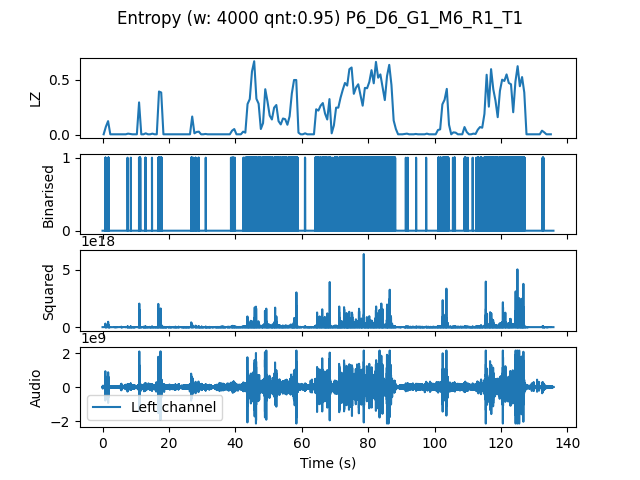 Entropy (w: 4000 qnt:0.95) P6_D6_G1_M6_R1_T1
0.5
0.0
LZ
1
0
Binarised
1e18
5
0
Squared
1e9
2
0
−2
Audio
Left channel
0 20 40 60 80 100 120 140
Time (s)